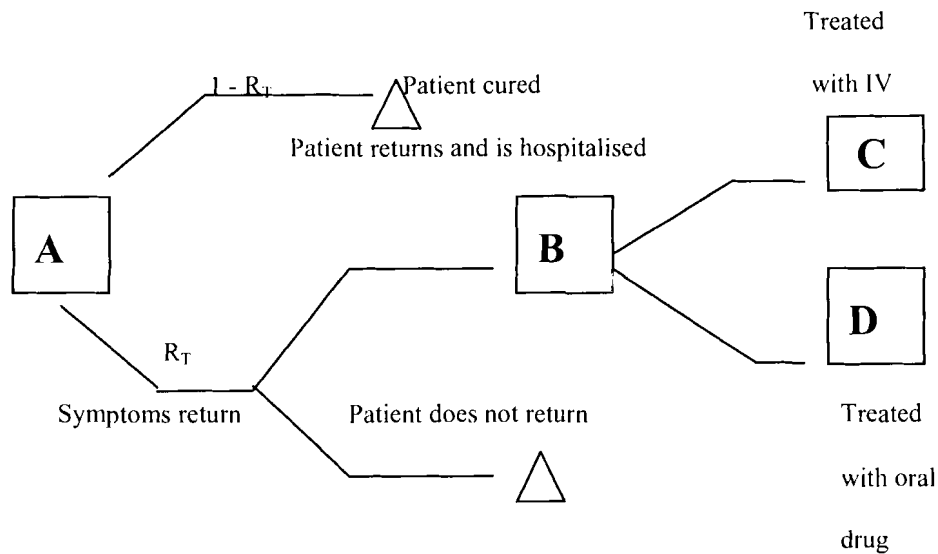 Treated
with IV
1 - R_T
Patient cured
Patient returns and is hospitalised
C
A
B
D
R_T
Symptoms return
Patient does not return
Treated
with oral
drug